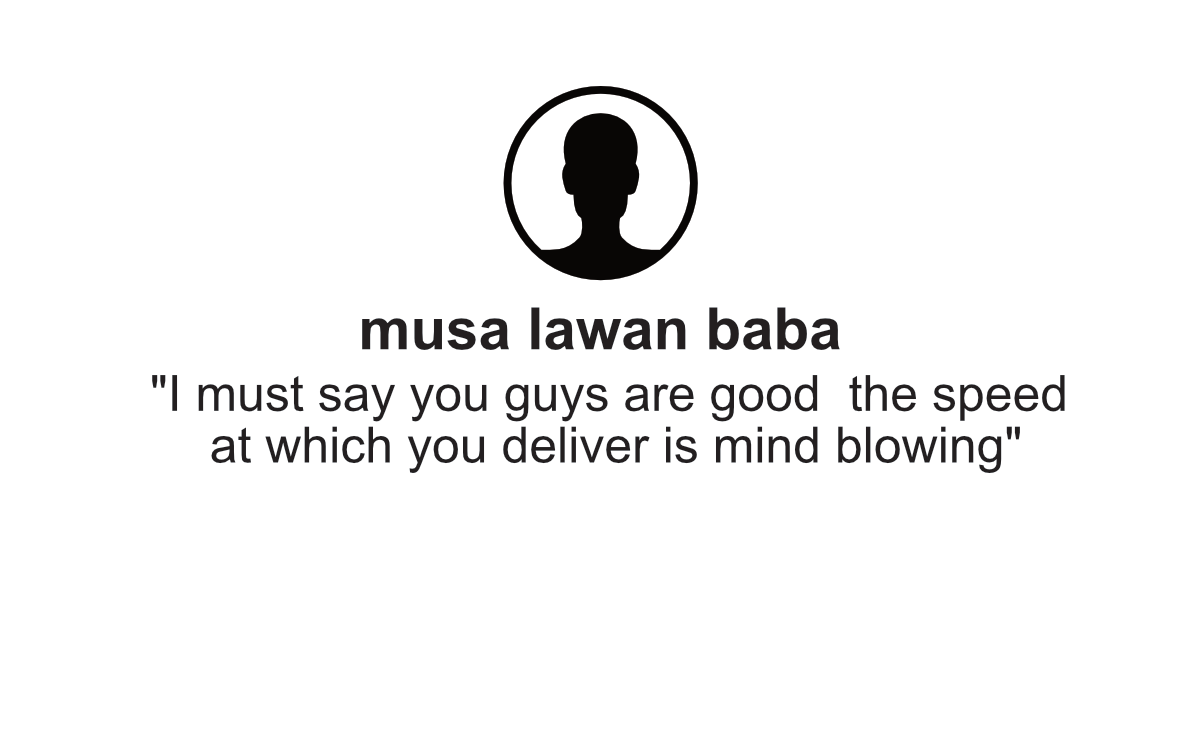 musa lawan baba
"I must say you guys are good  the speed
at which you deliver is mind blowing"